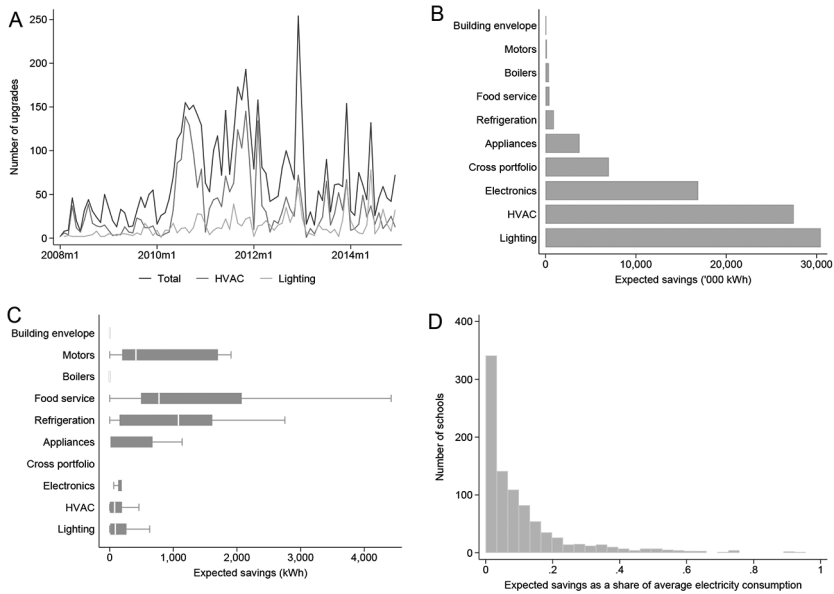 A
250
200
150
100
50
0
Number of upgrades
2008m1 2010m1 2012m1 2014m1
Total HVAC Lighting
B
Building envelope
Motors
Boilers
Food service
Refrigeration
Appliances
Cross portfolio
Electronics
HVAC
Lighting
0 10,000 20,000 30,000
Expected savings ('000 kWh)
C
Building envelope
Motors
Boilers
Food service
Refrigeration
Appliances
Cross portfolio
Electronics
HVAC
Lighting
0 1,000 2,000 3,000 4,000
Expected savings (kWh)
D
400
300
200
100
0
Number of schools
0 .2 .4 .6 .8 1
Expected savings as a share of average electricity consumption